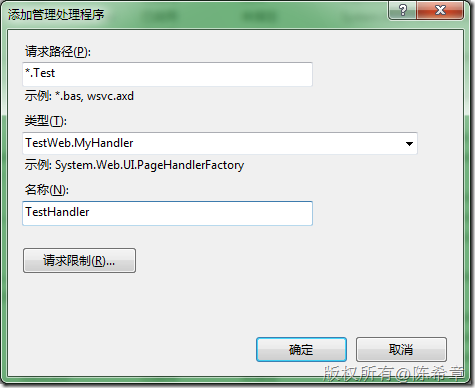 添加管理处理程序
请求路径(P):
*.Test
示例: *.bas, wsvc.axd
类型(T):
TestWeb.MyHandler
示例: System.Web.UI.PageHandlerFactory
名称(N):
TestHandler
请求限制(R)...
确定
取消
版权所有@陈希章